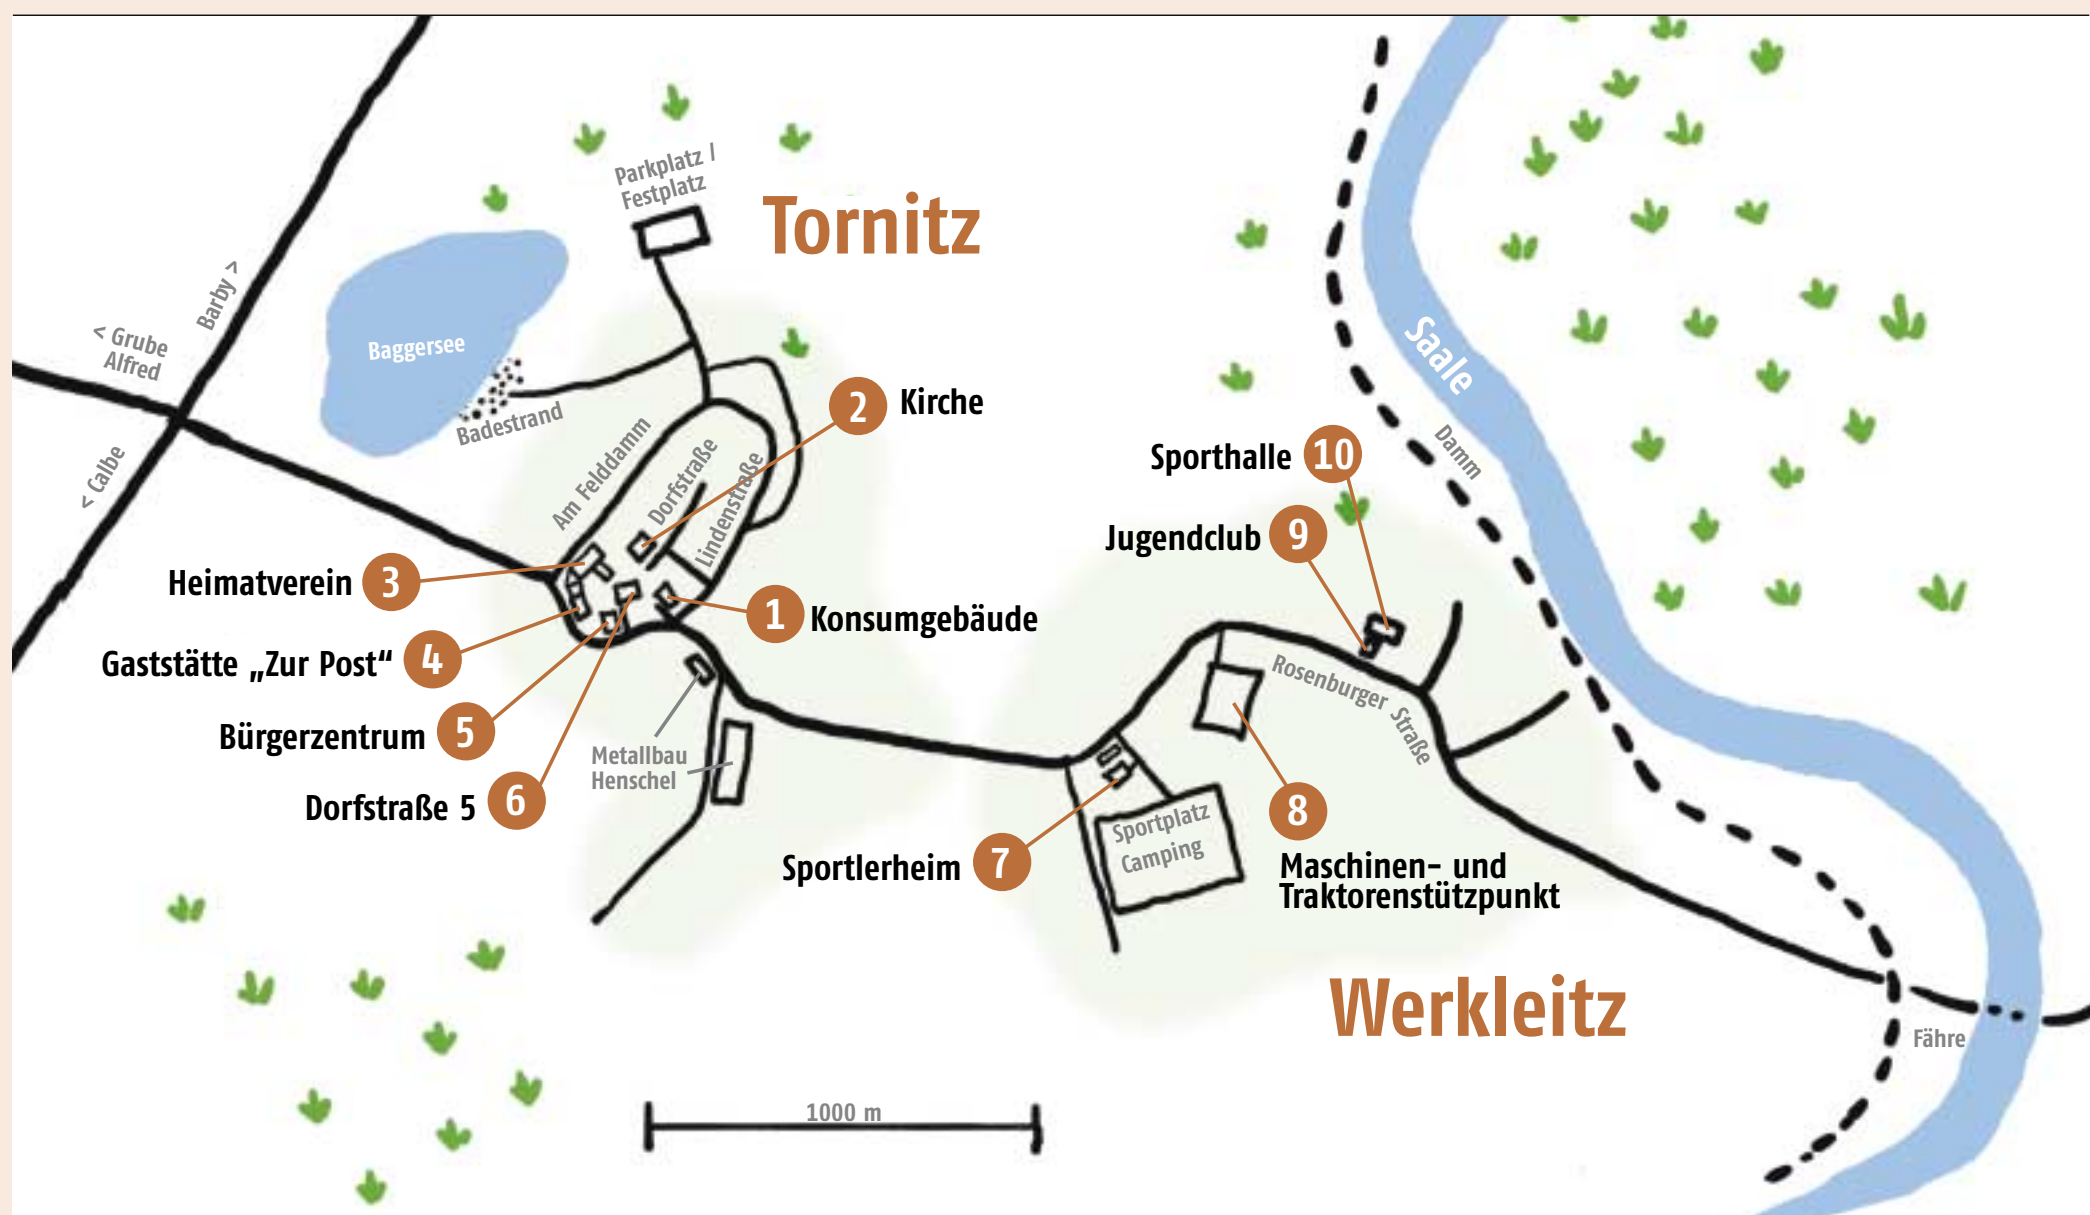 Parkplatz /
Festplatz
Tornitz
Barby >
< Grube
Alfred
Baggersee
Saale
Badestrand
< Calbe
Am Felddamm
Dorfstraße
Lindenstraße
2 Kirche
Damm
Sporthalle 10
Jugendclub 9
Heimatverein 3
1 Konsumgebäude
Gaststätte „Zur Post“ 4
Rosenburger Straße
Bürgerzentrum 5
Metallbau
Henschel
Dorfstraße 5 6
Sportplatz
Camping
8
Maschinen- und
Traktorenstützpunkt
Sportlerheim 7
Werkleitz
Fähre
1000 m